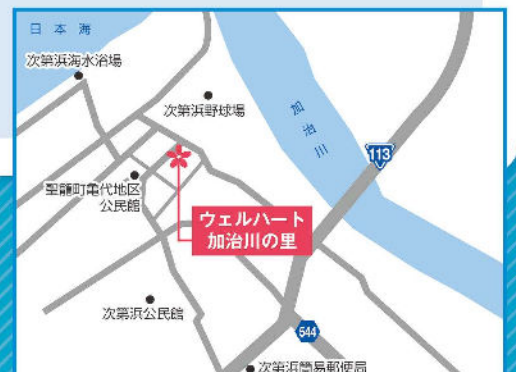 日本海
次第浜海水浴場
次第浜野球場
加治川
113
聖籠町亀代地区
公民館
ウェルハート
加治川の里
次第浜公民館
544
次第浜簡易郵便局